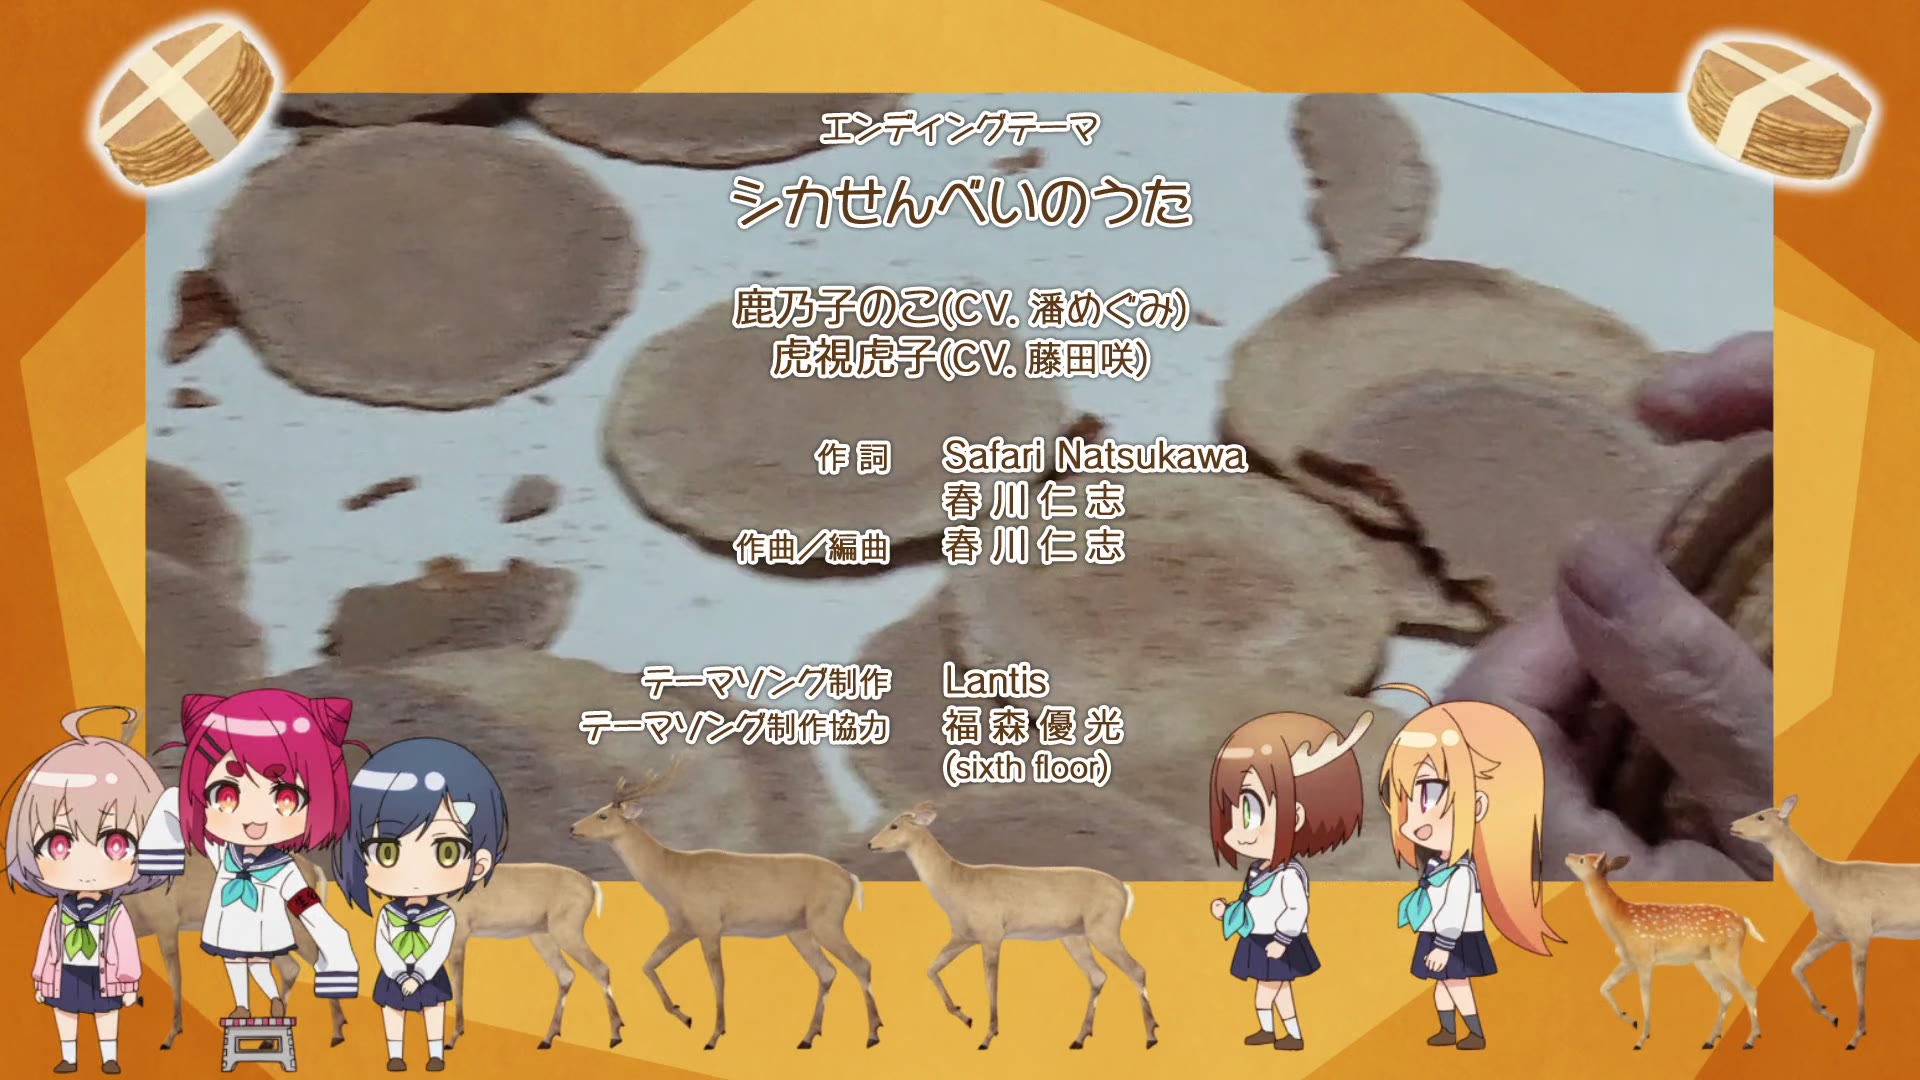 エンディングテーマ
シカせんべいのうた
鹿乃子のこ(CV. 潘めぐみ)
虎視虎子(CV. 藤田咲)
作詞 Safari Natsukawa
春川仁志
作曲／編曲 春川仁志
テーマソング制作 Lantis
テーマソング制作協力 福森優光
(sixth floor)